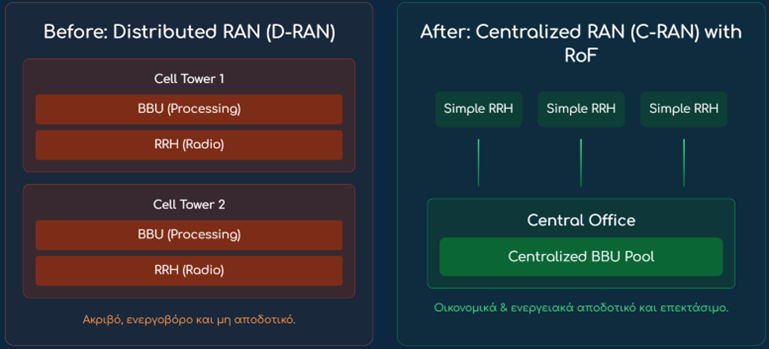 Before: Distributed RAN (D-RAN)
Cell Tower 1
BBU (Processing)
RRH (Radio)
Cell Tower 2
BBU (Processing)
RRH (Radio)
Ακριβό, ενεργοβόρο και μη αποδοτικό.
After: Centralized RAN (C-RAN) with
RoF
Simple RRH Simple RRH Simple RRH
Central Office
Centralized BBU Pool
Οικονομικά & ενεργειακά αποδοτικό και επεκτάσιμο.